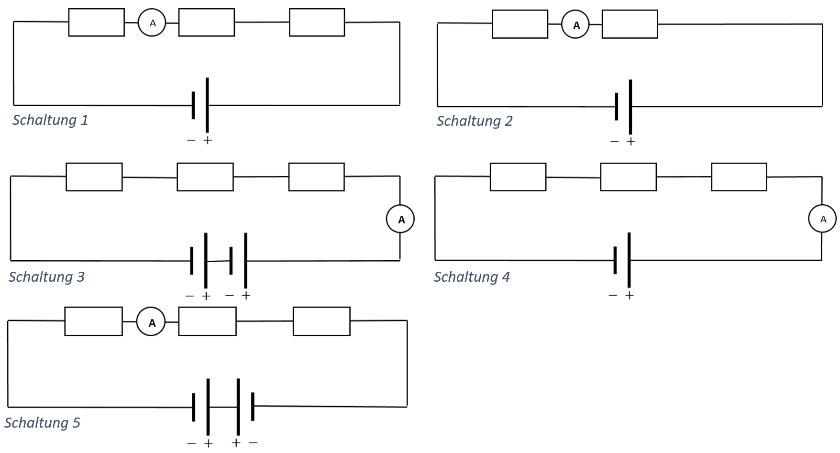 A
− +
Schaltung 1
A
− +
Schaltung 2
A
− + − +
Schaltung 3
A
− +
Schaltung 4
A
− + + −
Schaltung 5